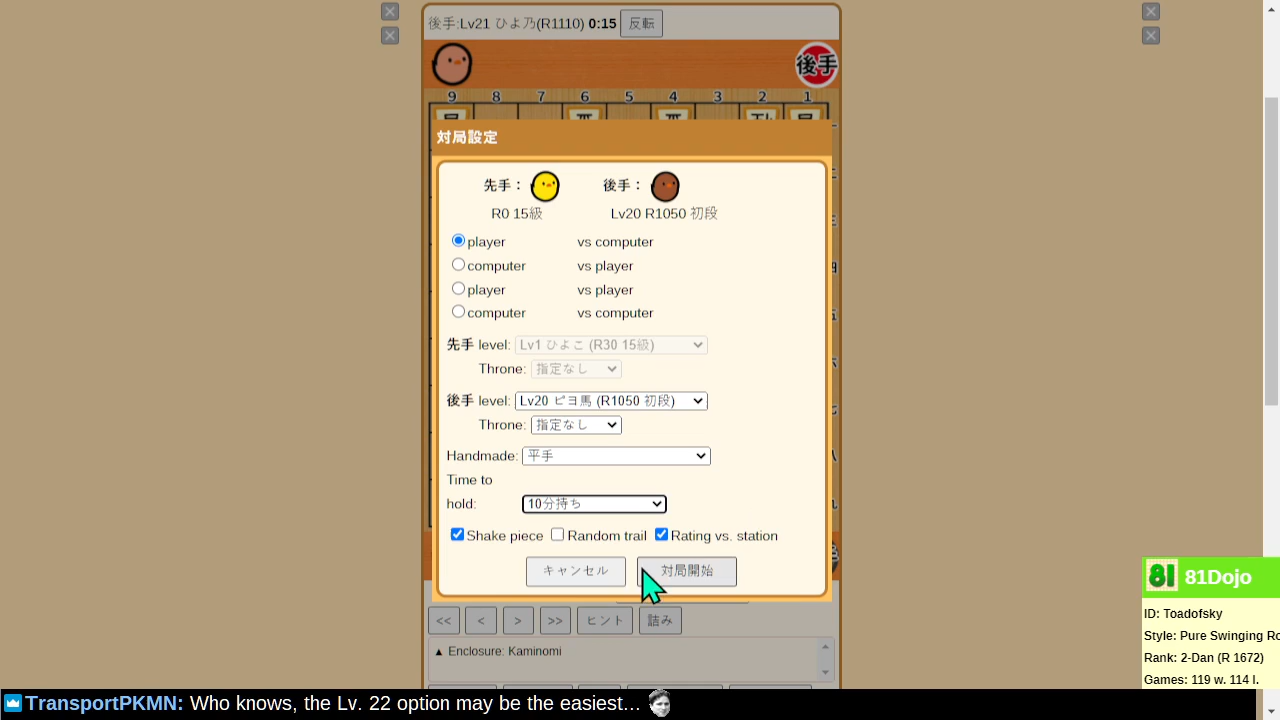 後手:Lv21 ひよ乃(R1110) 0:15 反転
後手
9 8 7 6 5 4 3 2 1
対局設定
先手： 後手：
R0 15級 Lv20 R1050 初段
player vs computer
computer vs player
player vs player
computer vs computer
先手 level: Lv1 ひよこ (R30 15級)
Throne: 指定なし
後手 level: Lv20 ピヨ馬 (R1050 初段)
Throne: 指定なし
Handmade: 平手
Time to
hold: 10分持ち
Shake piece Random trail Rating vs. station
キャンセル 対局開始
<< < > >> ヒント 詰み
▲ Enclosure: Kaminomi
81 81Dojo
ID: Toadofsky
Style: Pure Swinging Ro
Rank: 2-Dan (R 1672)
Games: 119 w. 114 l.
TransportPKMN: Who knows, the Lv. 22 option may be the easiest...